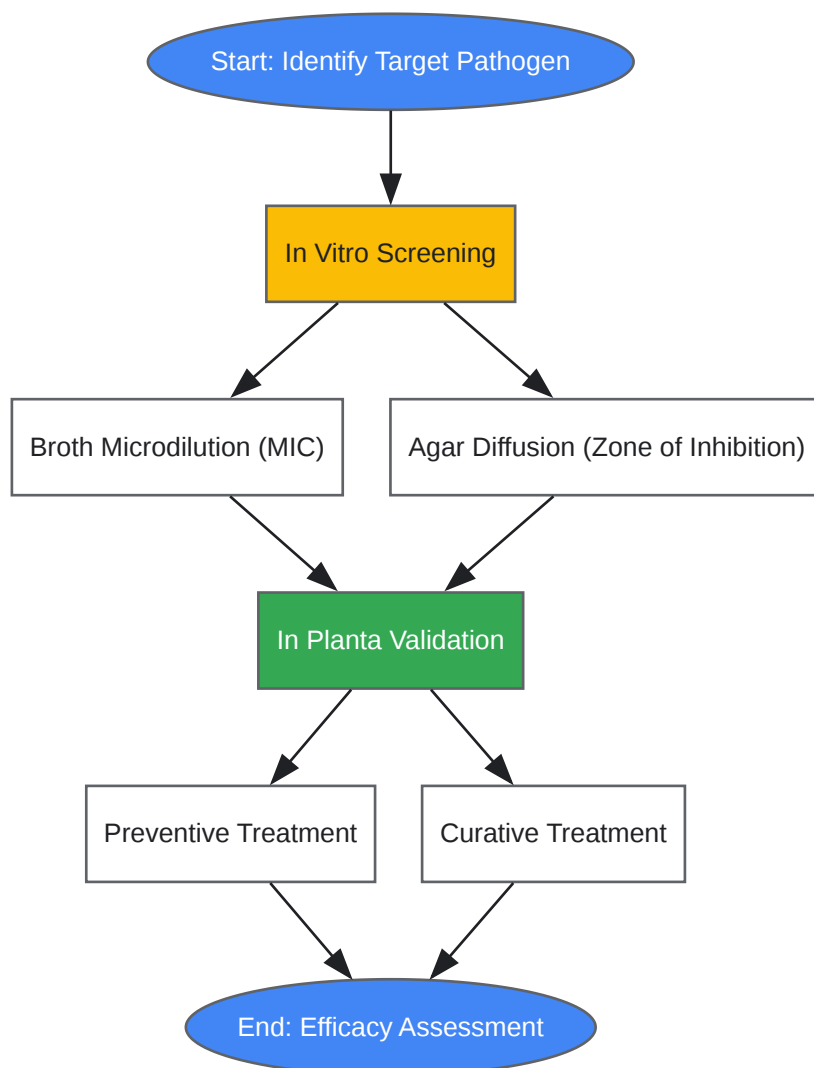 Start: Identify Target Pathogen
In Vitro Screening
Broth Microdilution (MIC)
Agar Diffusion (Zone of Inhibition)
In Planta Validation
Preventive Treatment
Curative Treatment
End: Efficacy Assessment